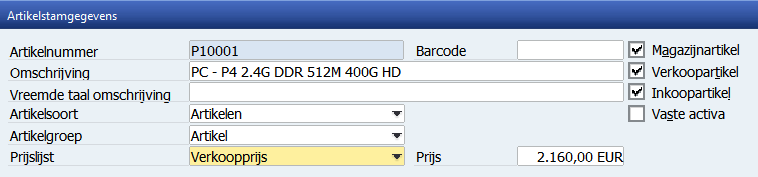 Artikelstamgegevens
Artikelnummer P10001 Barcode Magazijnartikel
Omschrijving PC - P4 2.4G DDR 512M 400G HD Verkoopartikel
Vreemde taal omschrijving Inkoopartikel
Artikelsoort Artikelen Vaste activa
Artikelgroep Artikel
Prijslijst Verkoopprijs Prijs 2.160,00 EUR